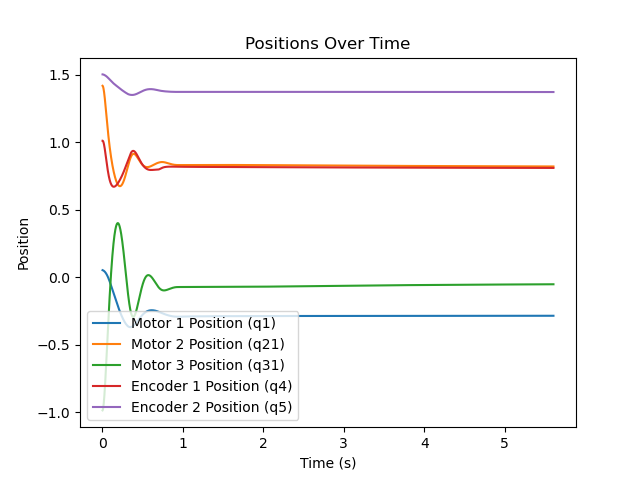 Positions Over Time
Position
1.5
1.0
0.5
0.0
−0.5
−1.0
Motor 1 Position (q1)
Motor 2 Position (q21)
Motor 3 Position (q31)
Encoder 1 Position (q4)
Encoder 2 Position (q5)
0 1 2 3 4 5
Time (s)